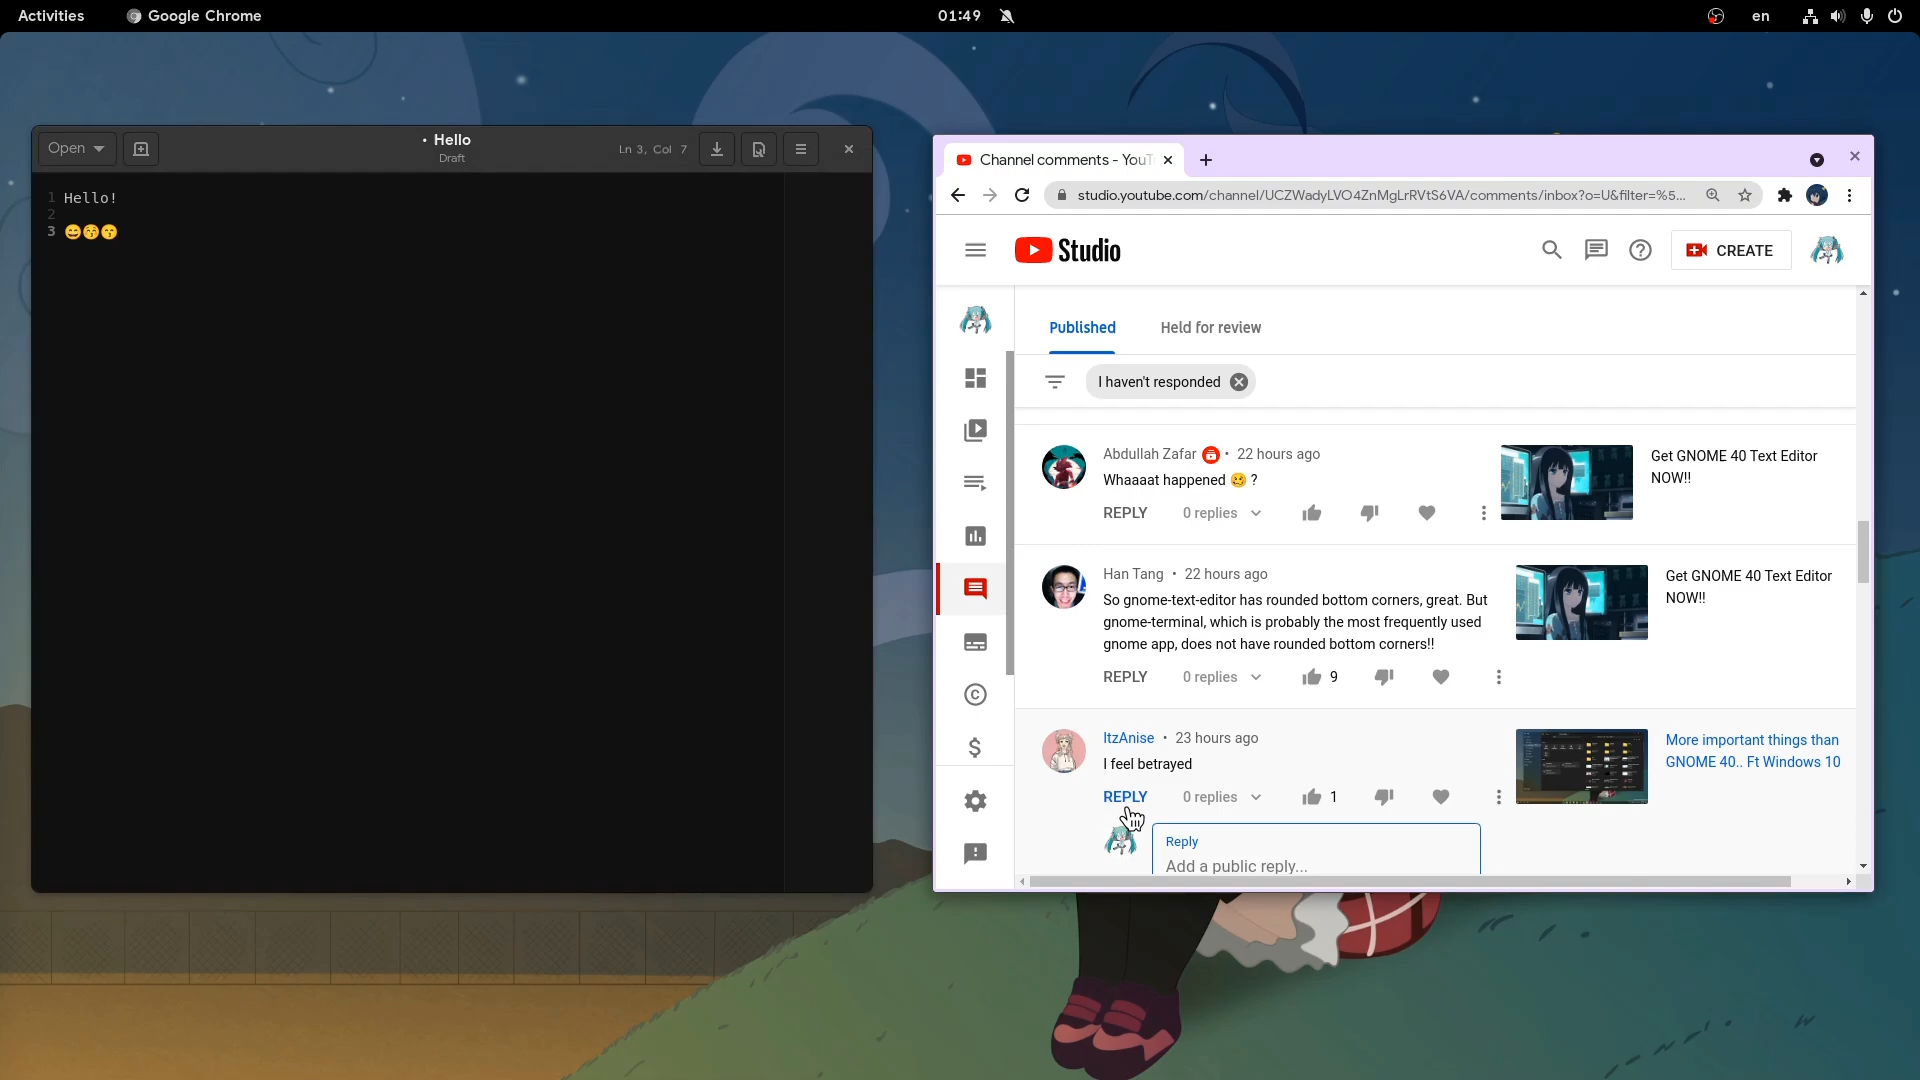 Activities
Google Chrome
01:49
en
Open
• Hello
Draft
Ln 3, Col 7
1 Hello!
2
3 😄😚😙
Channel comments - YouT
studio.youtube.com/channel/UCZWadyLVO4ZnMgLrRVtS6VA/comments/inbox?o=U&filter=%5...
Studio
CREATE
Published
Held for review
I haven't responded
Abdullah Zafar • 22 hours ago
Whaaaat happened 🥴 ?
REPLY
0 replies
Get GNOME 40 Text Editor
NOW!!
Han Tang • 22 hours ago
So gnome-text-editor has rounded bottom corners, great. But
gnome-terminal, which is probably the most frequently used
gnome app, does not have rounded bottom corners!!
REPLY
0 replies
9
Get GNOME 40 Text Editor
NOW!!
ItzAnise • 23 hours ago
I feel betrayed
REPLY
0 replies
1
More important things than
GNOME 40.. Ft Windows 10
Reply
Add a public reply...